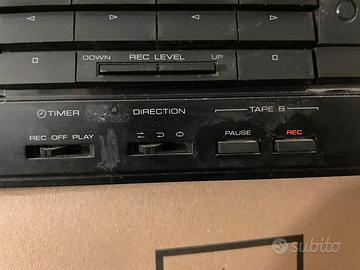 DOWN REC LEVEL UP
TIMER DIRECTION TAPE B
REC OFF PLAY PAUSE REC
subito